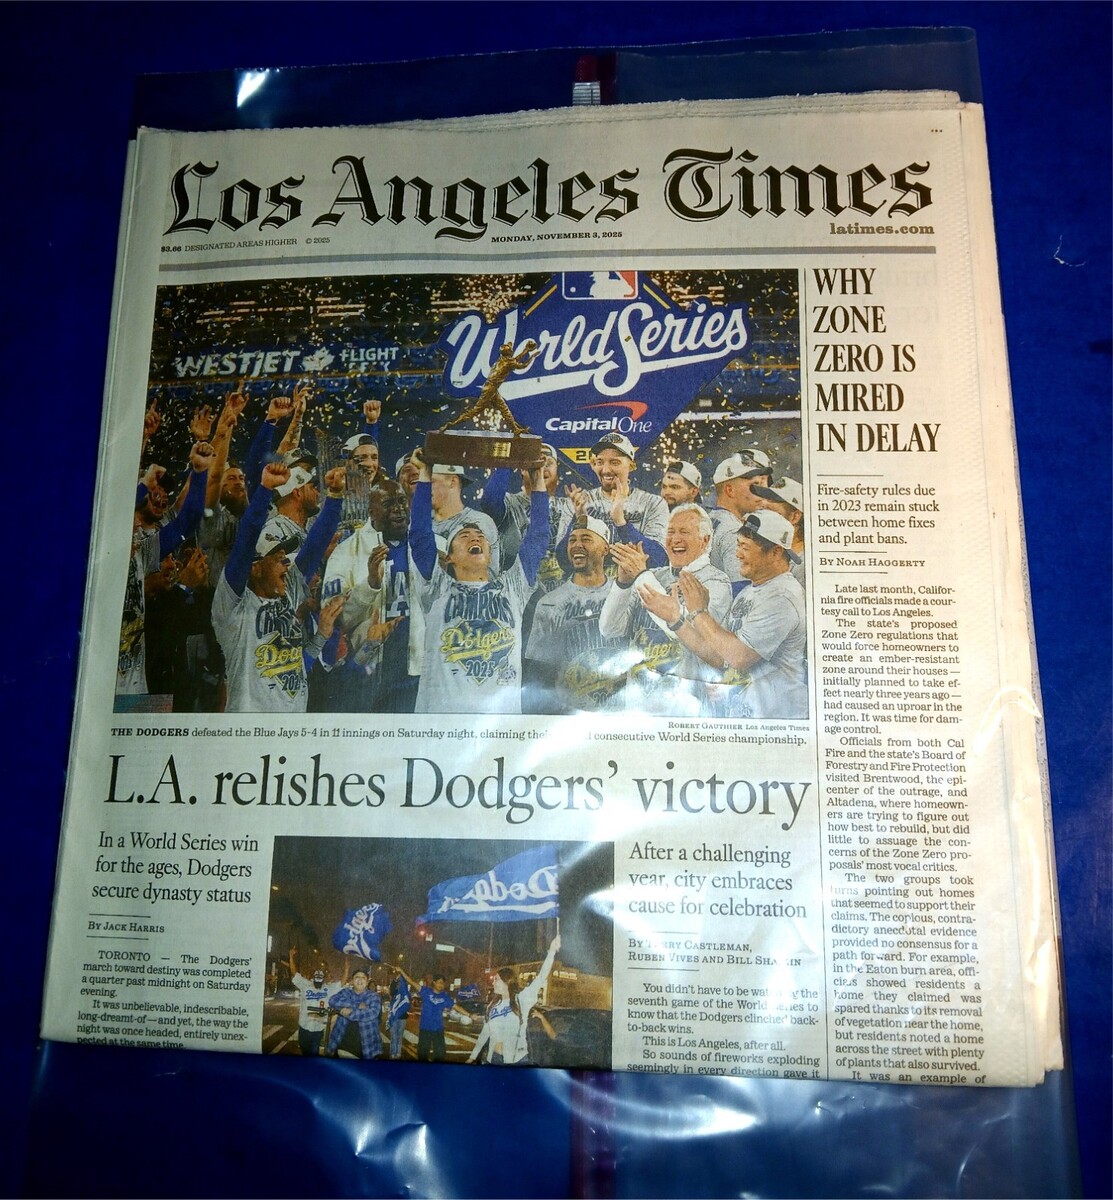 Los Angeles Times
$3.66 DESIGNATED AREAS HIGHER © 2025
MONDAY, NOVEMBER 3, 2025
latimes.com
WESTJET FLIGHT
World Series
CapitalOne
CHAMPIONS
Dodgers
2025
ROBERT GAUTHIER Los Angeles Times
THE DODGERS defeated the Blue Jays 5-4 in 11 innings on Saturday night, claiming consecutive World Series championship.
L.A. relishes Dodgers’ victory
In a World Series win
for the ages, Dodgers
secure dynasty status
BY JACK HARRIS
TORONTO — The Dodgers’
march toward destiny was completed
a quarter past midnight on Saturday
evening.
It was unbelievable, indescribable,
long-dreamt-of — and yet, the way the
night was once headed, entirely unex-
pected at the same time.
Dodgers
Dodgers
After a challenging
year, city embraces
cause for celebration
BY CASTLEMAN,
RUBEN VIVES AND BILL
You didn’t have to be the
seventh game of the World Series to
know that the Dodgers clinched back-
to-back wins.
This is Los Angeles, after all.
So sounds of fireworks exploding
seemingly in every direction gave it
WHY
ZONE
ZERO IS
MIRED
IN DELAY
Fire-safety rules due
in 2023 remain stuck
between home fixes
and plant bans.
BY NOAH HAGGERTY
Late last month, Califor-
nia fire officials made a cour-
tesy call to Los Angeles.
The state’s proposed
Zone Zero regulations that
would force homeowners to
create an ember-resistant
zone around their houses —
initially planned to take ef-
fect nearly three years ago —
had caused an uproar in the
region. It was time for dam-
age control.
Officials from both Cal
Fire and the state’s Board of
Forestry and Fire Protection
visited Brentwood, the epi-
center of the outrage, and
Altadena, where homeown-
ers are trying to figure out
how best to rebuild, but did
little to assuage the con-
cerns of the Zone Zero pro-
posals’ most vocal critics.
The two groups took
turns pointing out homes
that seemed to support their
claims. The copious, contra-
dictory anecdotal evidence
provided no consensus for a
path forward. For example,
in the Eaton burn area, offi-
cials showed residents a
home they claimed was
spared thanks to its removal
of vegetation near the home,
but residents noted a home
across the street with plenty
of plants that also survived.
It was an example of